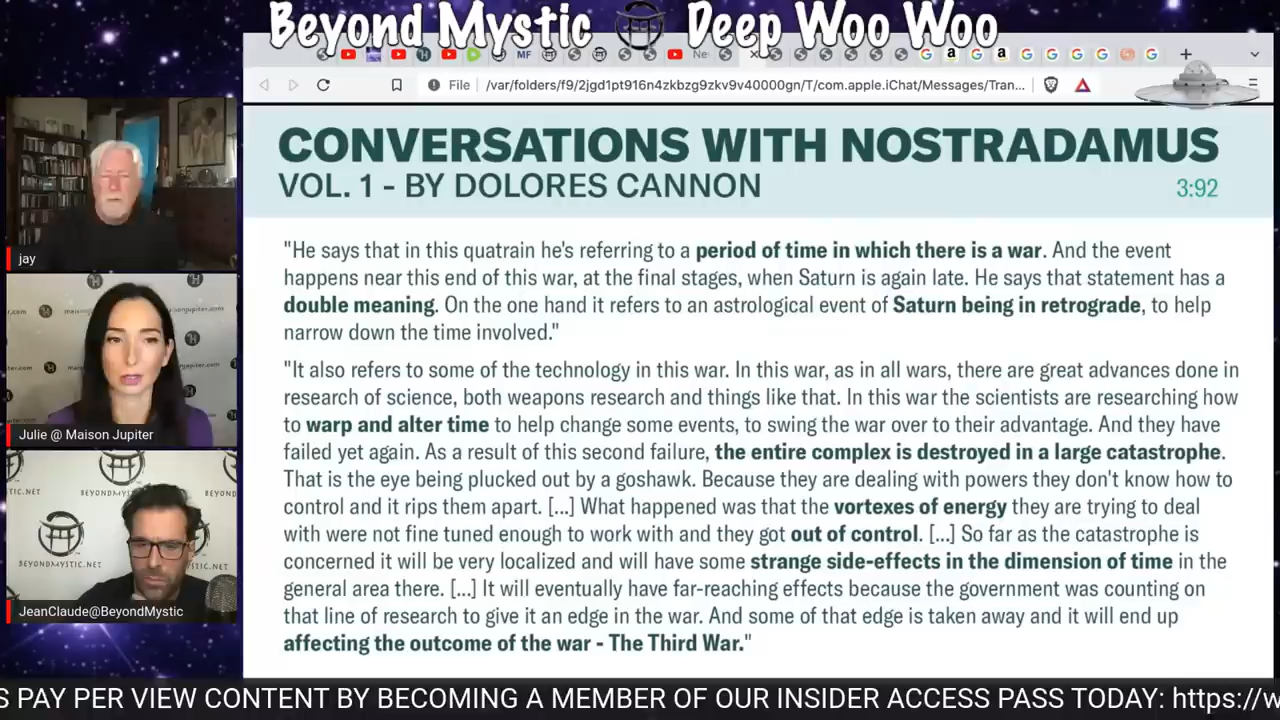 Beyond Mystic Deep Woo Woo
MF
Ne
File /var/folders/f9/2jgd1pt916n4zkbzg9zkv9v40000gn/T/com.apple.iChat/Messages/Tran...
CONVERSATIONS WITH NOSTRADAMUS
VOL. 1 - BY DOLORES CANNON
3:92
"He says that in this quatrain he's referring to a period of time in which there is a war. And the event
happens near this end of this war, at the final stages, when Saturn is again late. He says that statement has a
double meaning. On the one hand it refers to an astrological event of Saturn being in retrograde, to help
narrow down the time involved."
"It also refers to some of the technology in this war. In this war, as in all wars, there are great advances done in
research of science, both weapons research and things like that. In this war the scientists are researching how
to warp and alter time to help change some events, to swing the war over to their advantage. And they have
failed yet again. As a result of this second failure, the entire complex is destroyed in a large catastrophe.
That is the eye being plucked out by a goshawk. Because they are dealing with powers they don't know how to
control and it rips them apart. [...] What happened was that the vortexes of energy they are trying to deal
with were not fine tuned enough to work with and they got out of control. [...] So far as the catastrophe is
concerned it will be very localized and will have some strange side-effects in the dimension of time in the
general area there. [...] It will eventually have far-reaching effects because the government was counting on
that line of research to give it an edge in the war. And some of that edge is taken away and it will end up
affecting the outcome of the war - The Third War."
jay
Julie @ Maison Jupiter
BEYONDMYSTIC.NET
JeanClaude@BeyondMystic
S PAY PER VIEW CONTENT BY BECOMING A MEMBER OF OUR INSIDER ACCESS PASS TODAY: https://w